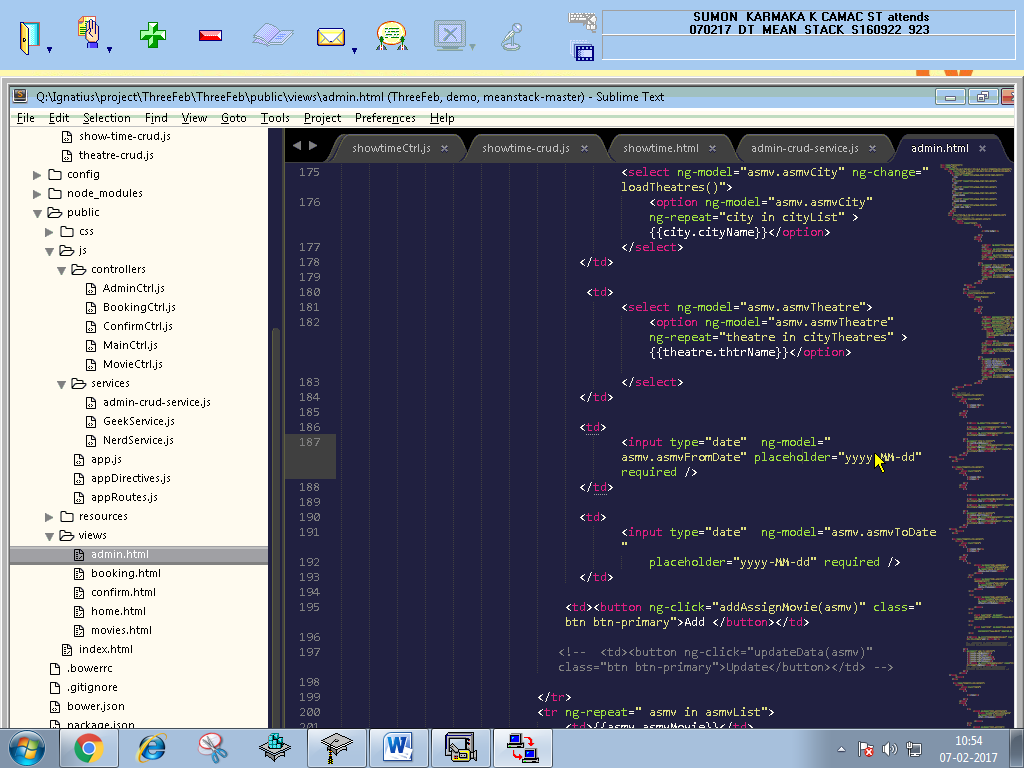 SUMON KARMAKA K CAMAC ST attends
070217 DT MEAN STACK S160922 923
Q:\Ignatius\project\ThreeFeb\ThreeFeb\public\views\admin.html (ThreeFeb, demo, meanstack-master) - Sublime Text
File Edit Selection Find View Goto Tools Project Preferences Help
show-time-crud.js
theatre-crud.js
config
node_modules
public
css
js
controllers
AdminCtrl.js
BookingCtrl.js
ConfirmCtrl.js
MainCtrl.js
MovieCtrl.js
services
admin-crud-service.js
GeekService.js
NerdService.js
app.js
appDirectives.js
appRoutes.js
resources
views
admin.html
booking.html
confirm.html
home.html
movies.html
index.html
.bowerrc
.gitignore
bower.json
package.json
showtimeCtrl.js × showtime-crud.js × showtime.html × admin-crud-service.js × admin.html ×
175 <select ng-model="asmv.asmvCity" ng-change="
loadTheatres()">
176 <option ng-model="asmv.asmvCity"
ng-repeat="city in cityList" >
{{city.cityName}}</option>
177 </select>
178 </td>
179
180 <td>
181 <select ng-model="asmv.asmvTheatre">
182 <option ng-model="asmv.asmvTheatre"
ng-repeat="theatre in cityTheatres" >
{{theatre.thtrName}}</option>
183 </select>
184 </td>
185
186 <td>
187 <input type="date" ng-model="
asmv.asmvFromDate" placeholder="yyyy-MM-dd"
required />
188 </td>
189
190 <td>
191 <input type="date" ng-model="asmv.asmvToDate
"
192 placeholder="yyyy-MM-dd" required />
193 </td>
194
195 <td><button ng-click="addAssignMovie(asmv)" class="
btn btn-primary">Add </button></td>
196
197 <!-- <td><button ng-click="updateData(asmv)"
class="btn btn-primary">Update</button></td> -->
198
199 </tr>
200 <tr ng-repeat=" asmv in asmvList">
201 <td>{{asmv.asmvMovie}}</td>
10:54
07-02-2017